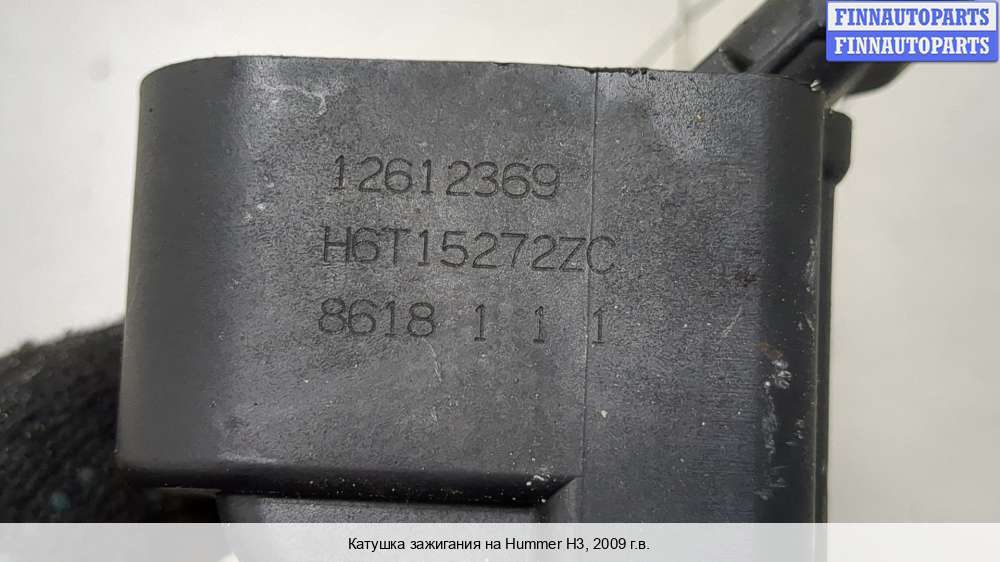 FINNAUTOPARTS
FINNAUTOPARTS
12612369
H6T15272ZC
8618 1 1 1
Катушка зажигания на Hummer H3, 2009 г.в.